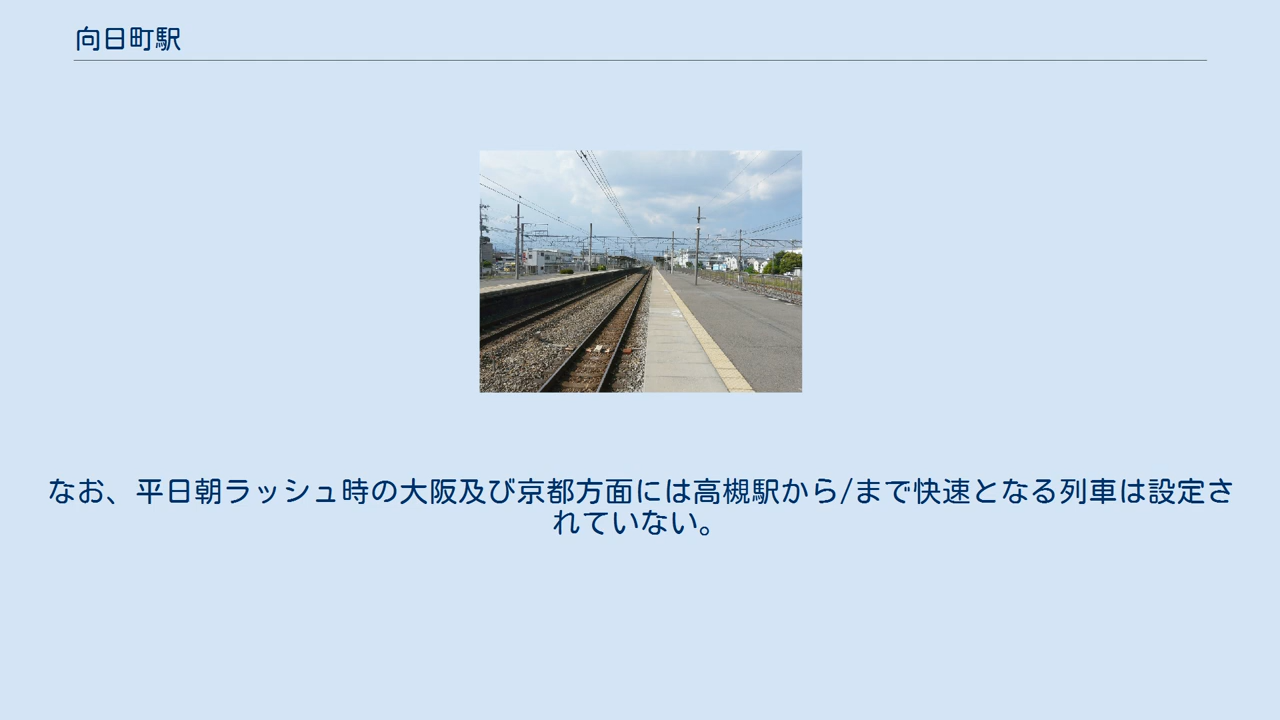 向日町駅
なお、平日朝ラッシュ時の大阪及び京都方面には高槻駅から/まで快速となる列車は設定さ
れていない。